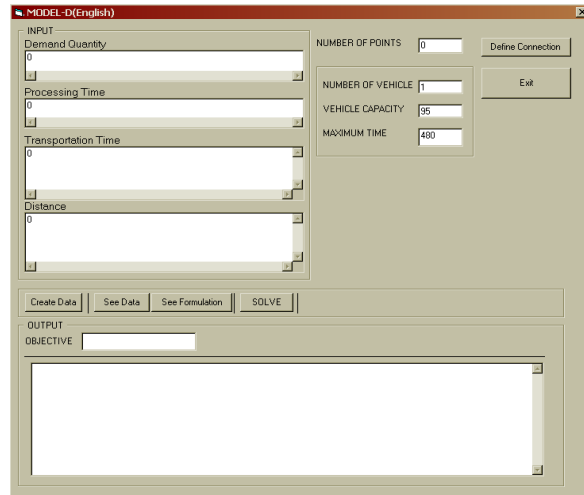 MODEL-D(English)
INPUT
Demand Quantity
0
Processing Time
0
Transportation Time
0
Distance
0
NUMBER OF POINTS 0
NUMBER OF VEHICLE 1
VEHICLE CAPACITY 95
MAXIMUM TIME 480
Define Connection
Exit
Create Data See Data See Formulation SOLVE
OUTPUT
OBJECTIVE